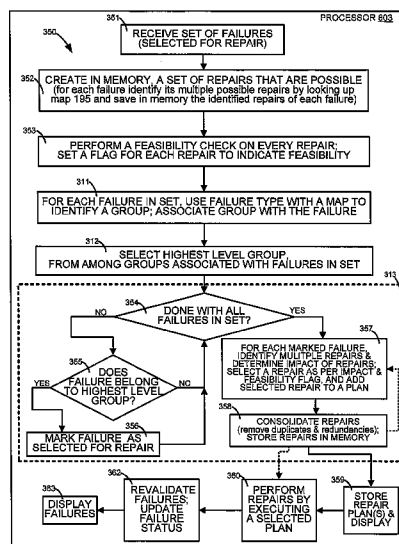 PROCESSOR 603
350
351
RECEIVE SET OF FAILURES
(SELECTED FOR REPAIR)
352
CREATE IN MEMORY, A SET OF REPAIRS THAT ARE POSSIBLE
(for each failure identify its multiple possible repairs by looking up
map 195 and save in memory the identified repairs of each failure)
353
PERFORM A FEASIBILITY CHECK ON EVERY REPAIR;
SET A FLAG FOR EACH REPAIR TO INDICATE FEASIBILITY
311
FOR EACH FAILURE IN SET, USE FAILURE TYPE WITH A MAP TO
IDENTIFY A GROUP; ASSOCIATE GROUP WITH THE FAILURE
312
SELECT HIGHEST LEVEL GROUP,
FROM AMONG GROUPS ASSOCIATED WITH FAILURES IN SET
313
354
DONE WITH ALL
FAILURES IN SET?
NO
YES
355
DOES
FAILURE BELONG
TO HIGHEST LEVEL
GROUP?
YES
NO
356
MARK FAILURE AS
SELECTED FOR REPAIR
357
FOR EACH MARKED FAILURE,
IDENTIFY MULITPLE REPAIRS &
DETERMINE IMPACT OF REPAIRS;
SELECT A REPAIR AS PER IMPACT &
FEASIBILITY FLAG, AND ADD
SELECTED REPAIR TO A PLAN
358
CONSOLIDATE REPAIRS
(remove duplicates & redundancies);
STORE REPAIRS IN MEMORY
359
STORE
REPAIR
PLAN(S) &
DISPLAY
360
PERFORM
REPAIRS BY
EXECUTING
A SELECTED
PLAN
362
REVALIDATE
FAILURES;
UPDATE
FAILURE
STATUS
363
DISPLAY
FAILURES